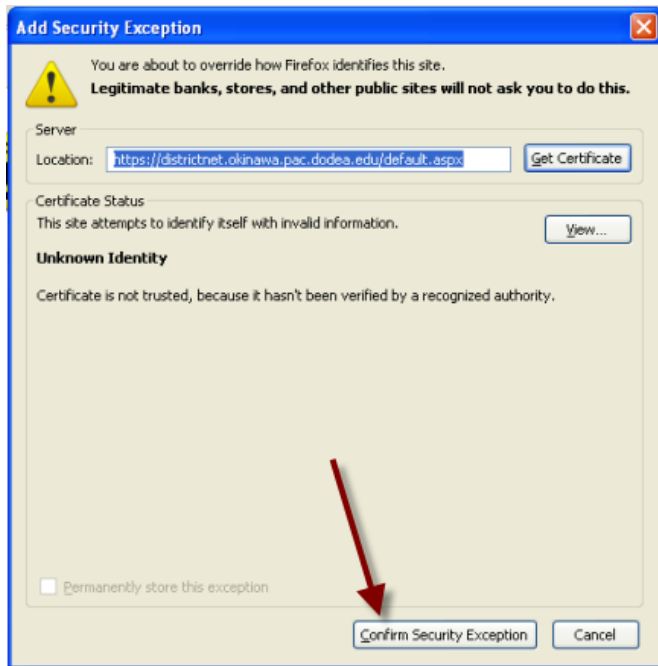 Add Security Exception
You are about to override how Firefox identifies this site.
Legitimate banks, stores, and other public sites will not ask you to do this.
Server
Location: https://districtnet.okinawa.pac.dodea.edu/default.aspx Get Certificate
Certificate Status
This site attempts to identify itself with invalid information.
View...
Unknown Identity
Certificate is not trusted, because it hasn't been verified by a recognized authority.
Permanently store this exception
Confirm Security Exception Cancel